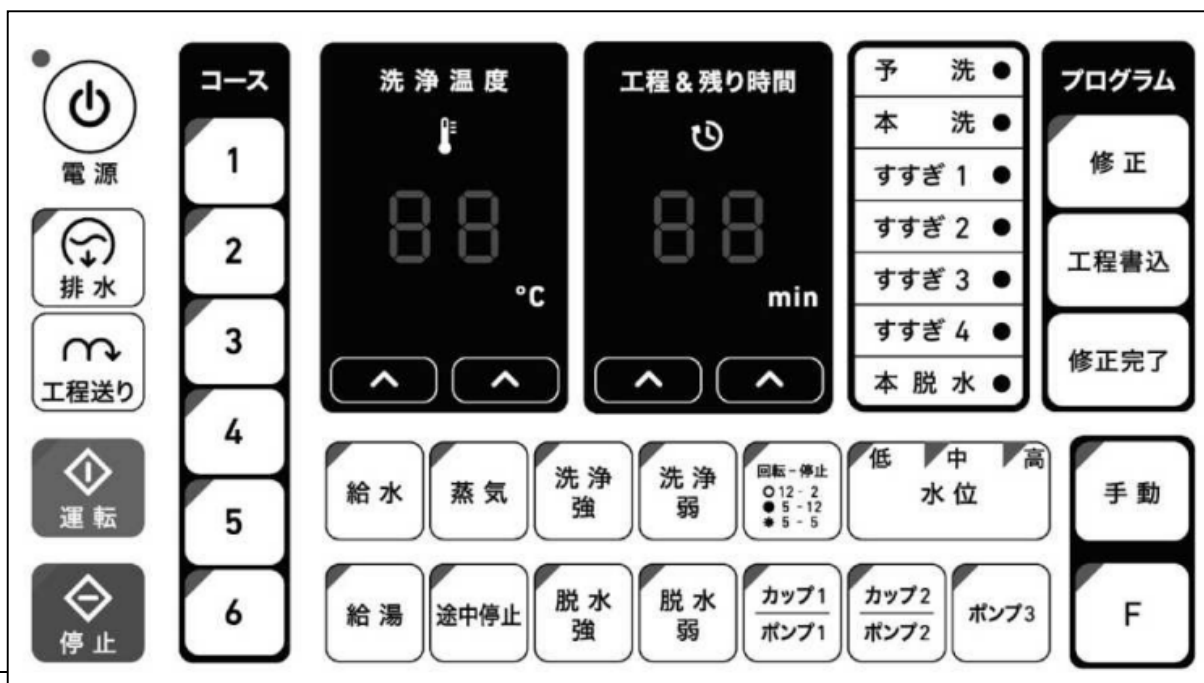 電源
排水
工程送り
運転
停止
コース
1
2
3
4
5
6
洗浄温度
88
°C
工程&残り時間
88
min
予洗
本洗
すすぎ1
すすぎ2
すすぎ3
すすぎ4
本脱水
プログラム
修正
工程書込
修正完了
給水
蒸気
洗浄
強
洗浄
弱
回転-停止
12-2
5-12
5-5
低 中 高
水位
手動
給湯
途中停止
脱水
強
脱水
弱
カップ1
ポンプ1
カップ2
ポンプ2
ポンプ3
F